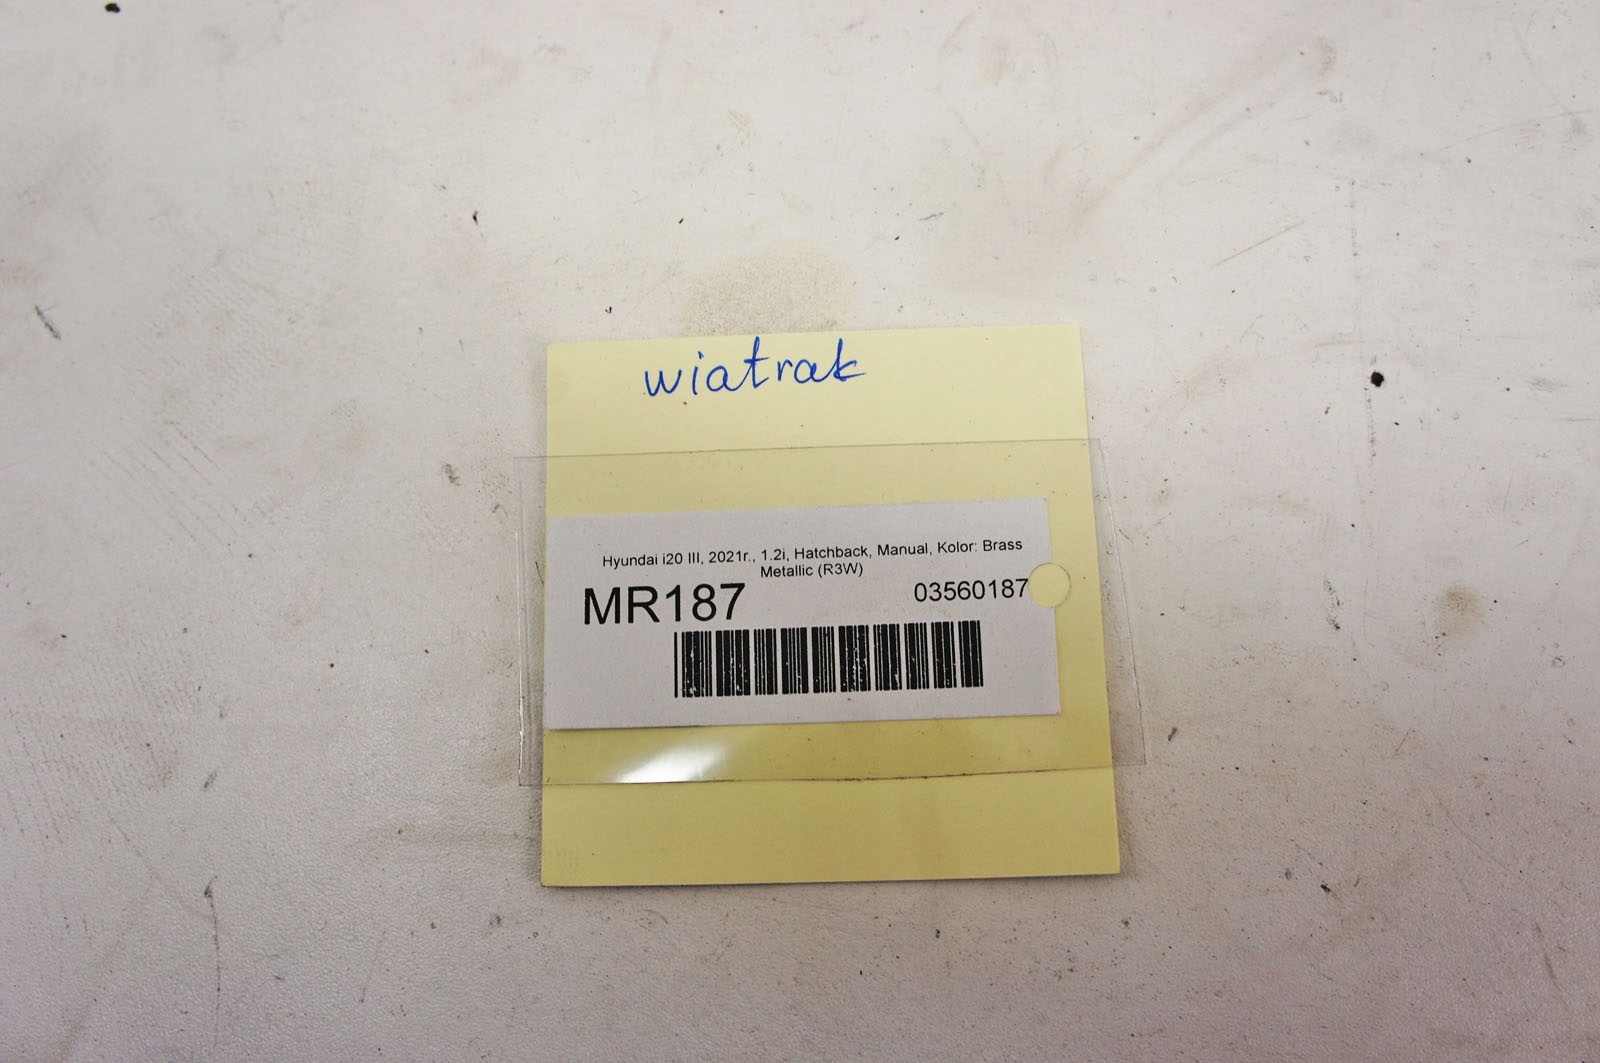 wiatrak
Hyundai i20 III, 2021r., 1.2i, Hatchback, Manual, Kolor: Brass
Metallic (R3W)
MR187 03560187